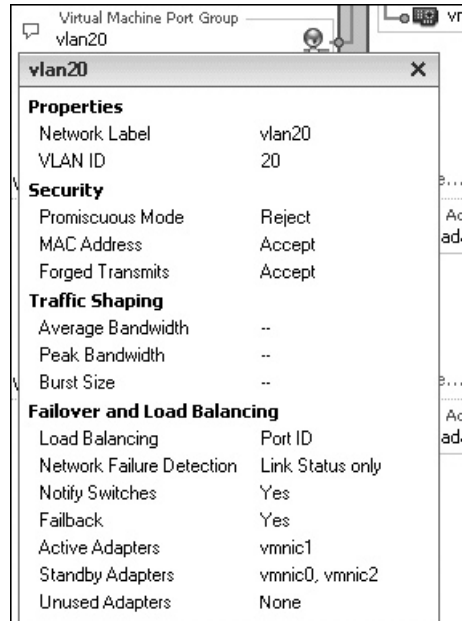 Virtual Machine Port Group
vlan20
vlan20
Properties
Network Label vlan20
VLAN ID 20
Security
Promiscuous Mode Reject
MAC Address Accept
Forged Transmits Accept
Traffic Shaping
Average Bandwidth --
Peak Bandwidth --
Burst Size --
Failover and Load Balancing
Load Balancing Port ID
Network Failure Detection Link Status only
Notify Switches Yes
Failback Yes
Active Adapters vmnic1
Standby Adapters vmnic0, vmnic2
Unused Adapters None